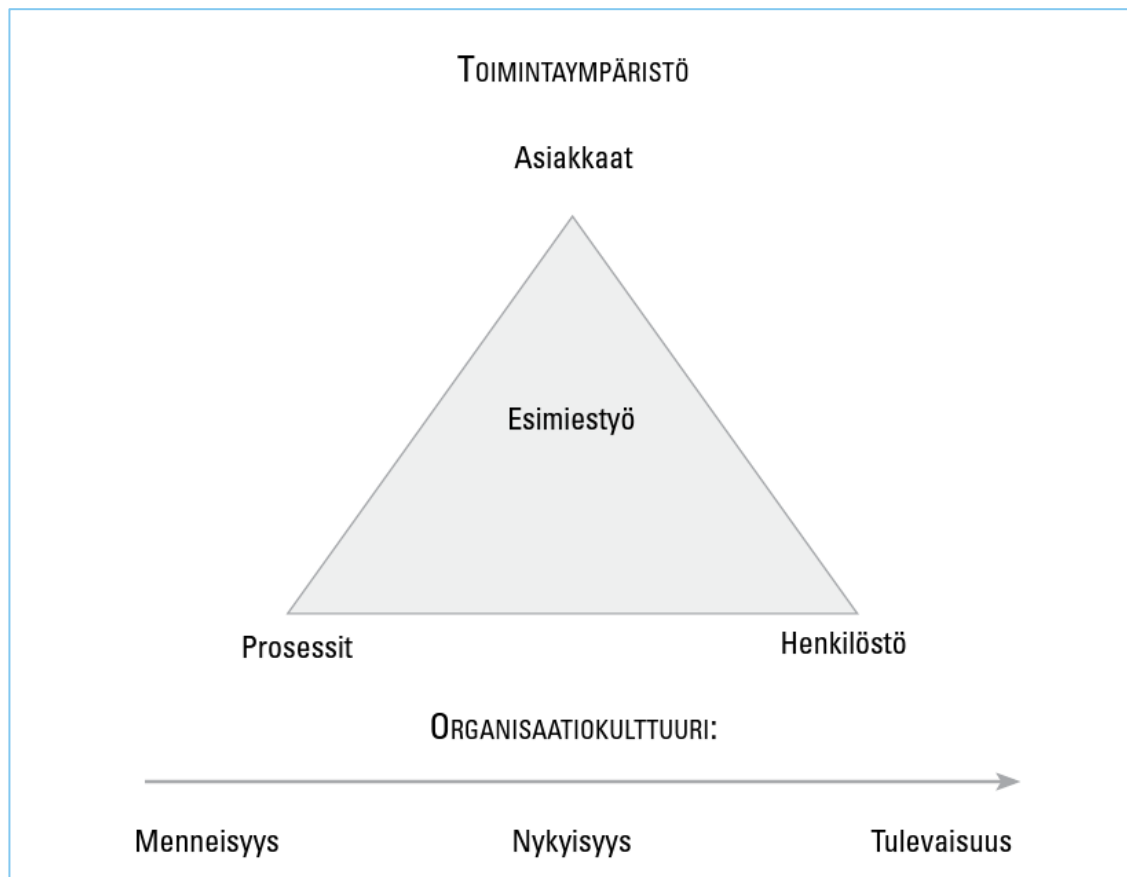 TOIMINTAYMPÄRISTÖ
Asiakkaat
Esimiestyö
Prosessit
Henkilöstö
ORGANISAATIOKULTTUURI:
Menneisyys Nykyisyys Tulevaisuus